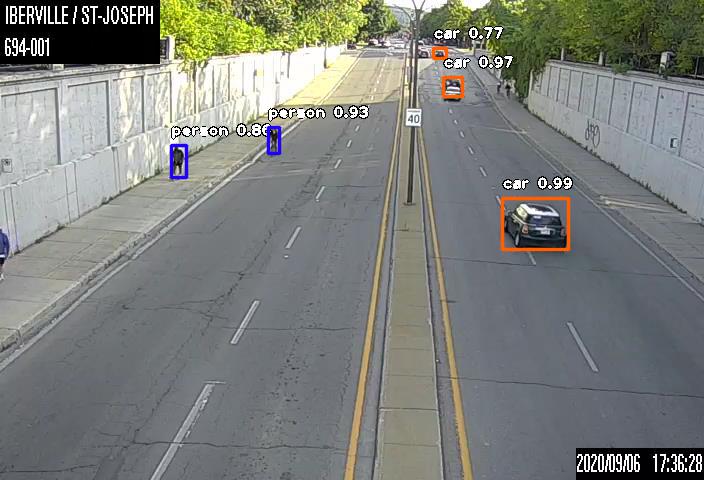 IBERVILLE / ST-JOSEPH
694-001
car 0.77
car 0.97
person 0.93
person 0.86
40
car 0.99
2020/09/06 17:36:28